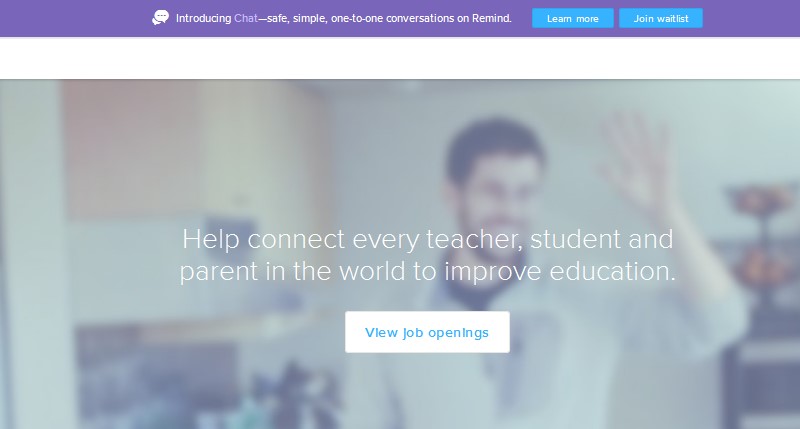 Introducing Chat—safe, simple, one-to-one conversations on Remind.
Learn more
Join waitlist
Help connect every teacher, student and
parent in the world to improve education.
View job openings